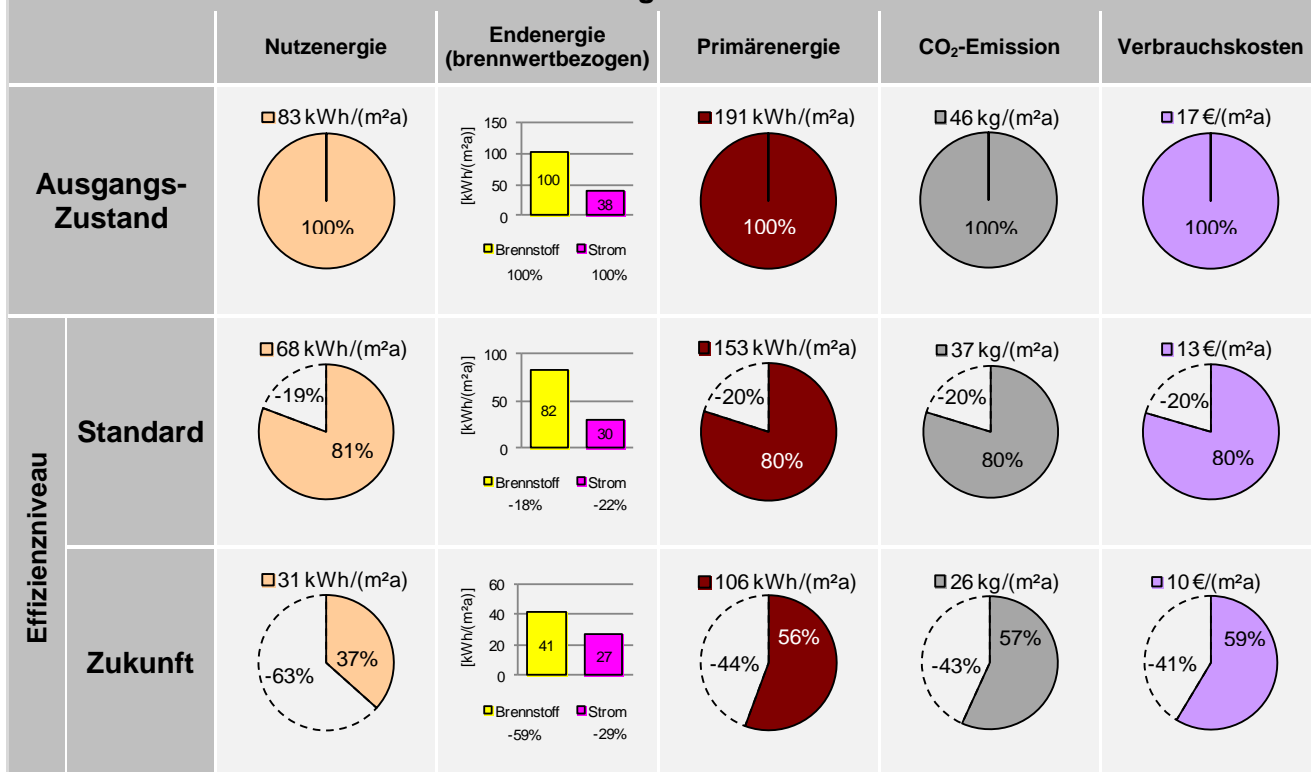 Nutzenergie
Endenergie
(brennwertbezogen)
Primärenergie
CO₂-Emission
Verbrauchskosten
Ausgangs-
Zustand
83 kWh/(m²a)
100%
[kWh/(m²a)]
150
100
50
0
100
38
Brennstoff Strom
100% 100%
191 kWh/(m²a)
100%
46 kg/(m²a)
100%
17 €/(m²a)
100%
Effizienzniveau
Standard
68 kWh/(m²a)
-19%
81%
[kWh/(m²a)]
100
50
0
82
30
Brennstoff Strom
-18% -22%
153 kWh/(m²a)
-20%
80%
37 kg/(m²a)
-20%
80%
13 €/(m²a)
-20%
80%
Zukunft
31 kWh/(m²a)
-63%
37%
[kWh/(m²a)]
60
40
20
0
41
27
Brennstoff Strom
-59% -29%
106 kWh/(m²a)
-44%
56%
26 kg/(m²a)
-43%
57%
10 €/(m²a)
-41%
59%